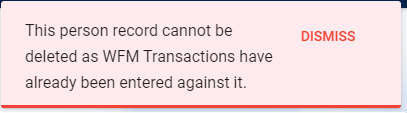 This person record cannot be
deleted as WFM Transactions have
already been entered against it.
DISMISS